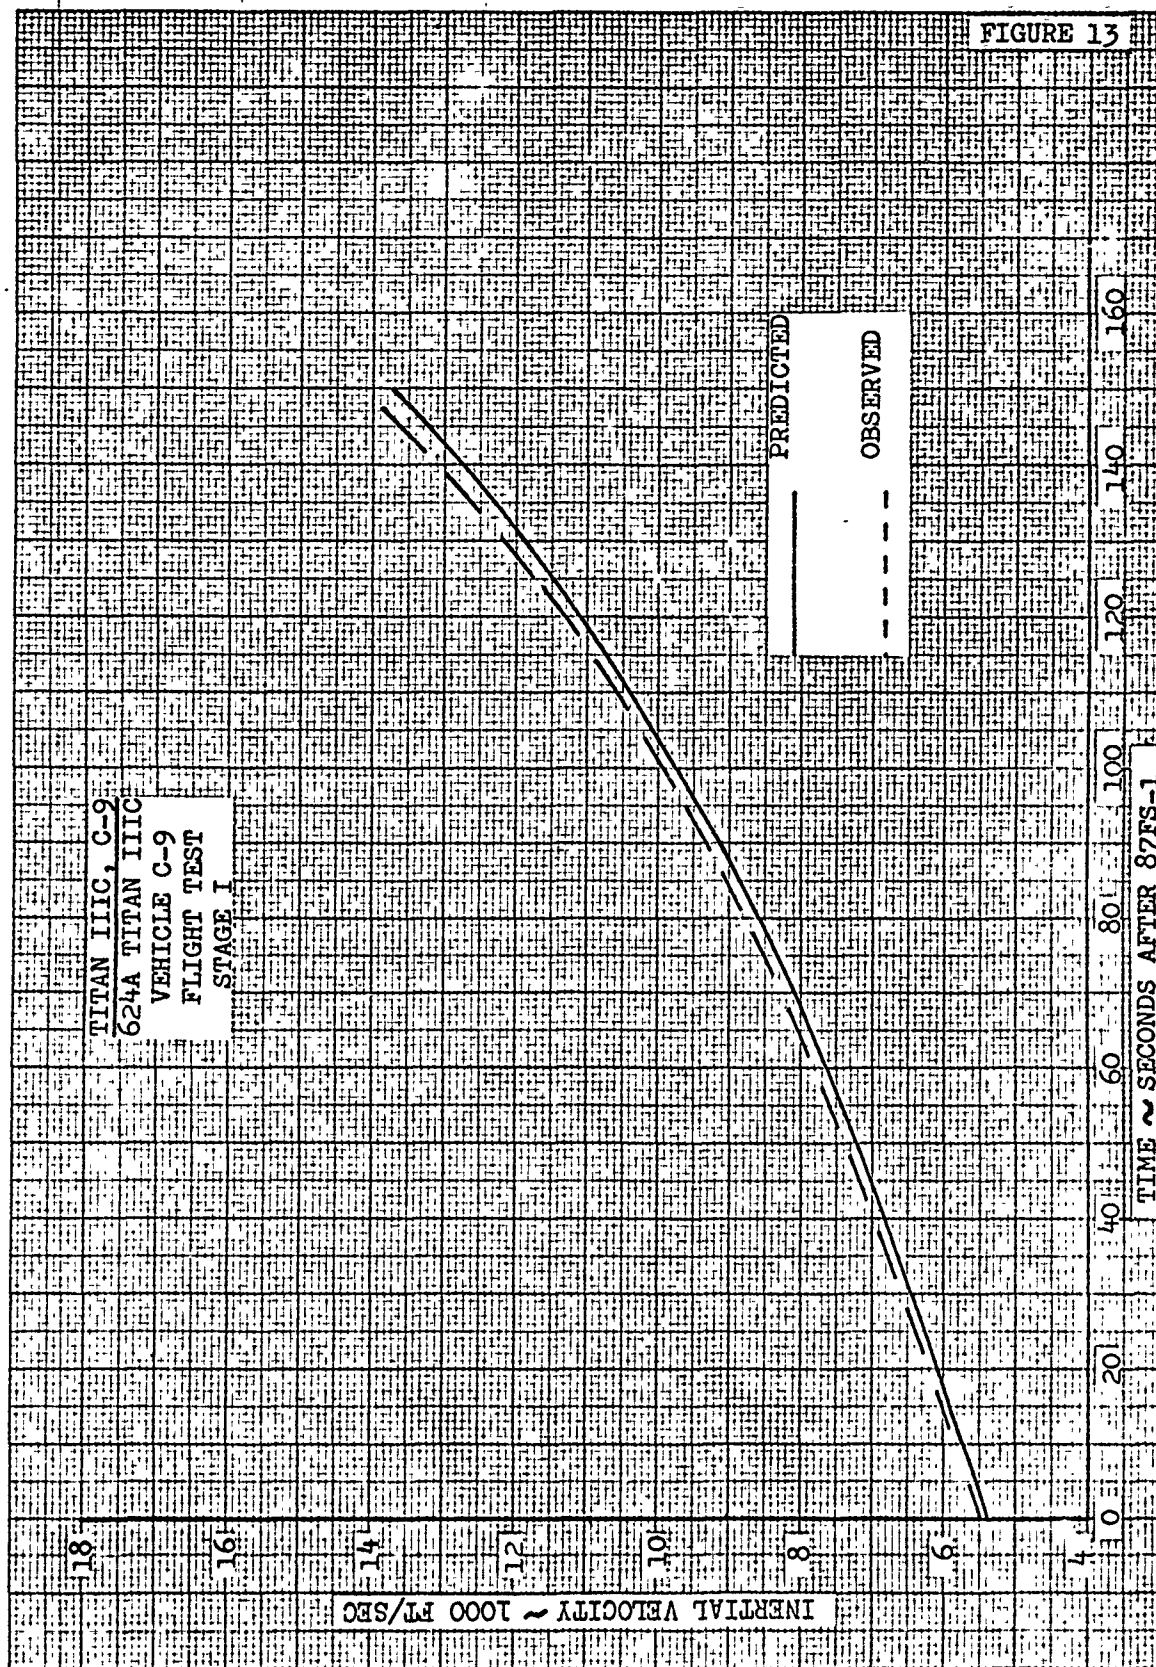 FIGURE 13
TITAN IIIC, C-9
624A TITAN IIIC
VEHICLE C-9
FLIGHT TEST
STAGE I
PREDICTED
OBSERVED
INERTIAL VELOCITY ~ 1000 FT/SEC
18
16
14
12
10
8
6
4
0
20
40
60
80
100
120
140
160
TIME ~ SECONDS AFTER 87FS-1